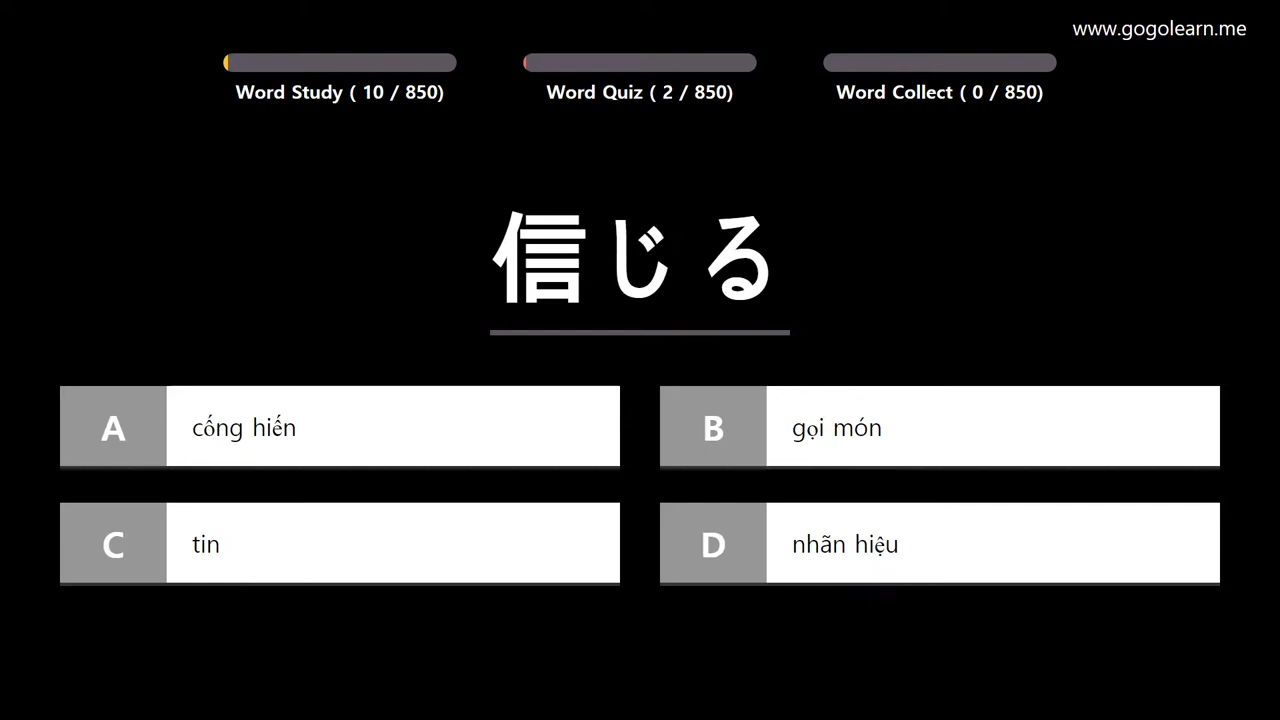 www.gogolearn.me
Word Study ( 10 / 850)
Word Quiz ( 2 / 850)
Word Collect ( 0 / 850)
信じる
A cống hiến
B gọi món
C tin
D nhãn hiệu